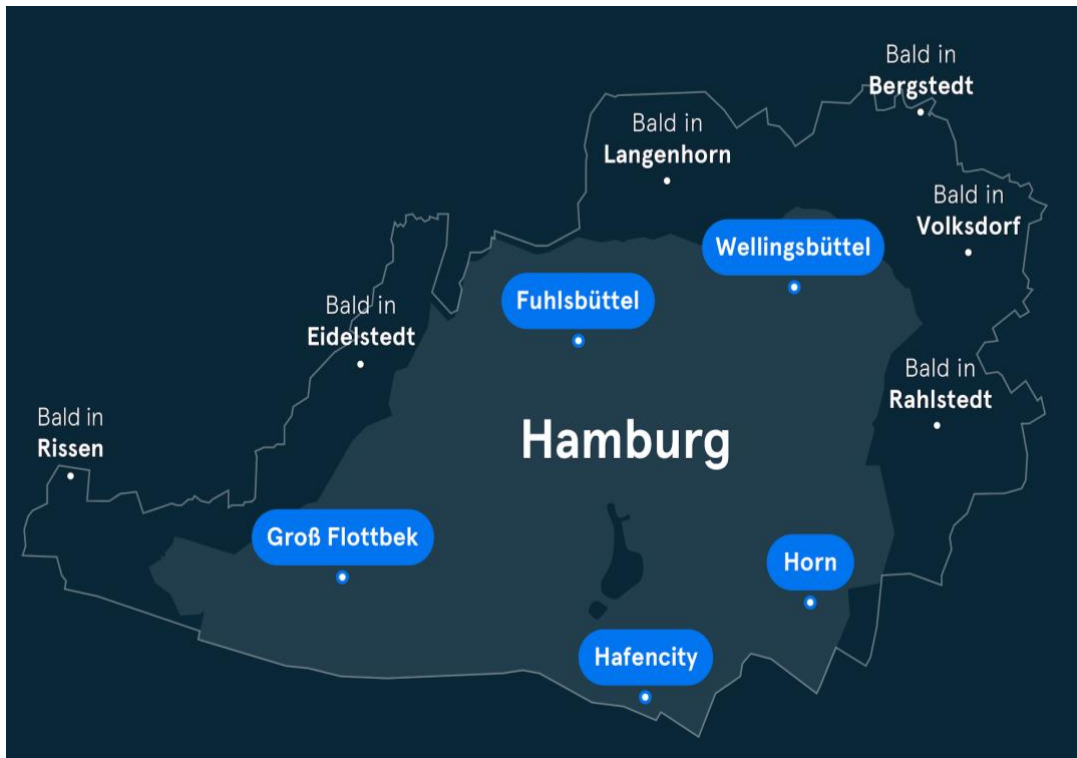 Bald in
Bergstedt
Bald in
Langenhorn
Bald in
Volksdorf
Wellingsbüttel
Fuhlsbüttel
Bald in
Eidelstedt
Bald in
Rahlstedt
Bald in
Rissen
Hamburg
Groß Flottbek
Horn
Hafencity